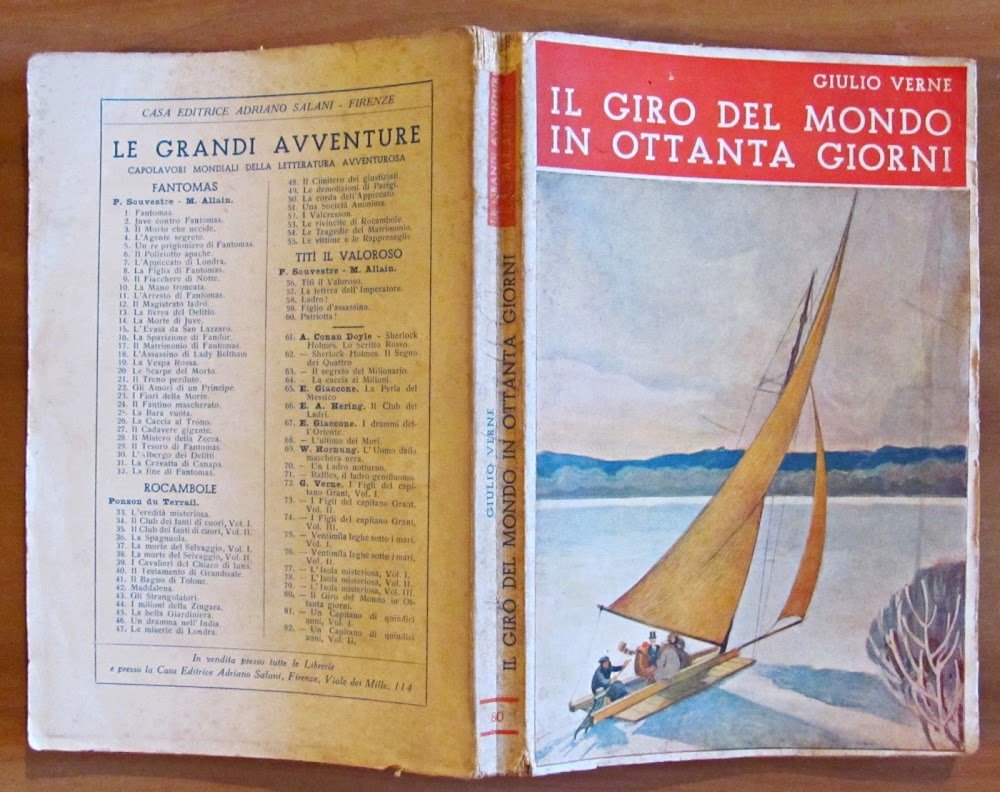 CASA EDITRICE ADRIANO SALANI - FIRENZE
LE GRANDI AVVENTURE
CAPOLAVORI MONDIALI DELLA LETTERATURA AVVENTUROSA
FANTOMAS
P. Souvestre - M. Allain.
1 Fantomas.
2. Juve contro Fantomas.
3. Il Morto che uccide.
4. L'Agente segreto.
5. Un re prigioniero di Fantomas.
6. Il Poliziotto apache.
7. L'Appiccato di Londra.
8. La Figlia di Fantomas.
9. Il Fiacchere di Notte.
10. La Mano troncata.
11. L'Arresto di Fantomas.
12. Il Magistrato ladro.
13. La livrea del Delitto.
14. La Morte di Juve.
15. L'Evasa da San Lazzaro.
16. La Sparizione di Fandor.
17. Il Matrimonio di Fantomas.
18. L'Assassino di Lady Beltham
19. La Vespa Rossa.
20. Le Scarpe del Morto.
21. Il Treno perduto.
22. Gli Amori di un Principe.
23. I Fiori della Morte.
24. Il Fantino mascherato.
La Bara vuota.
26. La Caccia al Trono.
27. Il Cadavere gigante.
28. Il Mistero della Zecca.
29. Il Tesoro di Fantomas.
30. L'Albergo dei Delitti
31. La Cravatta di Canapa.
32. La fine di Fantomas.
ROCAMBOLE
Ponson du Terrail.
33. L'eredità misteriosa.
34. Il Club dei fanti di cuori, Vol. I.
35. Il Club dei fanti di cuori, Vol. II.
36. La Spagnuola.
37. La morte del Selvaggio, Vol. I.
38. La morte del Selvaggio, Vol. II.
39. I Cavalieri del Chiaro di luna.
40. Il Testamento di Grandisale.
41. Il Bagno di Tolone.
42. Maddalena.
43. Gli Strangolatori.
44. I milioni della Zingara.
45. La bella Giardiniera.
46. Un dramma nell'India.
47. Le miserie di Londra.
48. Il Cimitero dei giustiziati.
49. Le demolizioni di Parigi.
50. La corda dell'Appiccato.
51. Una Società Anonima.
I Valcresson.
53. Le rivincite di Rocambole.
54. Le Tragedie del Matrimonio.
55. Le vittime e le Rappresaglie
TITÌ IL VALOROSO
P. Souvestre - M. Allain.
56. Titì il Valoroso.
57. La lettera dell'Imperatore.
58. Ladro!
59. Figlio d'assassino.
60. Patriotta!
61. A. Conan Doyle - Sherlock
Holmes. Lo Scritto Rosso.
62. — Sherlock Holmes. Il Segno
dei Quattro
63. — Il segreto del Milionario.
64. - La caccia ai Milioni.
65. E. Giaccone. La Perla del
Messico
66. E. A. Hering. Il Club dei
Ladri.
67. E. Giaccone. I drammi del-
l'Oriente.
68. — L'ultimo dei Moei.
69. W. Hornung. L'Uomo dalla
maschera nera.
70. — Un Ladro notturno.
71. — Raffles, il ladro gentiluomo.
72. G. Verne. I Figli del capi-
tano Grant, Vol. I.
73. — I Figli del capitano Grant,
Vol. II.
74. — I Figli del capitano Grant,
Vol. III.
75. — Ventimila leghe sotto i mari,
Vol. I.
76. — Ventimila leghe sotto i mari,
Vol. II.
77. — L'Isola misteriosa, Vol. I.
78. — L'Isola misteriosa, Vol. II.
79. — L'Isola misteriosa, Vol. III.
80. — Il Giro del Mondo in Ot-
tanta giorni.
81. — Un Capitano di quindici
anni, Vol. I.
82. — Un Capitano di quindici
anni, Vol. II.
In vendita presso tutte le Librerie
e presso la Casa Editrice Adriano Salani, Firenze, Viale dei Mille, 114
LE GRANDI AVVENTURE
SALANI
GIULIO VERNE
IL GIRO DEL MONDO IN OTTANTA GIORNI
80
GIULIO VERNE
IL GIRO DEL MONDO
IN OTTANTA GIORNI